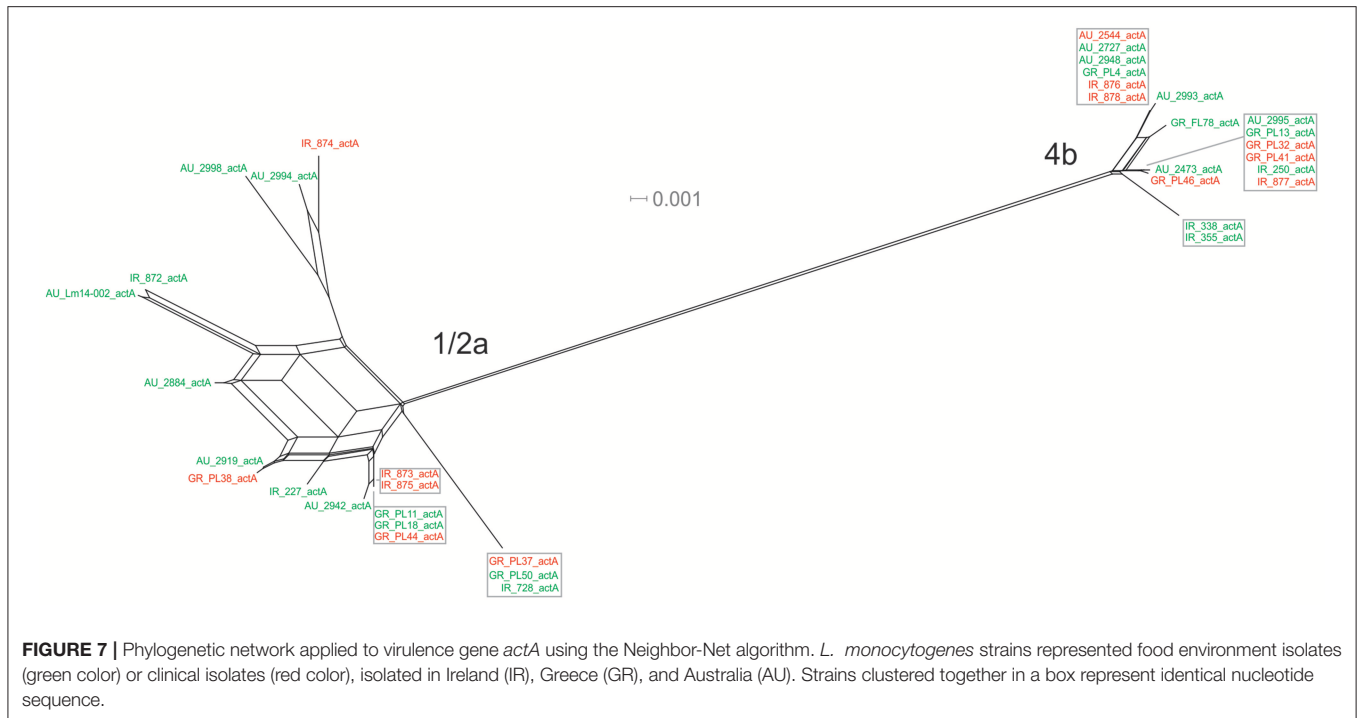 AU_2544_actA
AU_2727_actA
AU_2948_actA
GR_PL4_actA
IR_876_actA
IR_878_actA
AU_2993_actA
GR_FL78_actA
AU_2995_actA
GR_PL13_actA
GR_PL32_actA
GR_PL41_actA
IR_250_actA
IR_877_actA
4b
AU_2473_actA
GR_PL46_actA
IR_338_actA
IR_355_actA
IR_874_actA
AU_2998_actA
AU_2994_actA
0.001
IR_872_actA
AU_Lm14-002_actA
1/2a
AU_2884_actA
AU_2919_actA
GR_PL38_actA
IR_227_actA
AU_2942_actA
IR_873_actA
IR_875_actA
GR_PL11_actA
GR_PL18_actA
GR_PL44_actA
GR_PL37_actA
GR_PL50_actA
IR_728_actA
FIGURE 7 | Phylogenetic network applied to virulence gene actA using the Neighbor-Net algorithm. L. monocytogenes strains represented food environment isolates
(green color) or clinical isolates (red color), isolated in Ireland (IR), Greece (GR), and Australia (AU). Strains clustered together in a box represent identical nucleotide
sequence.